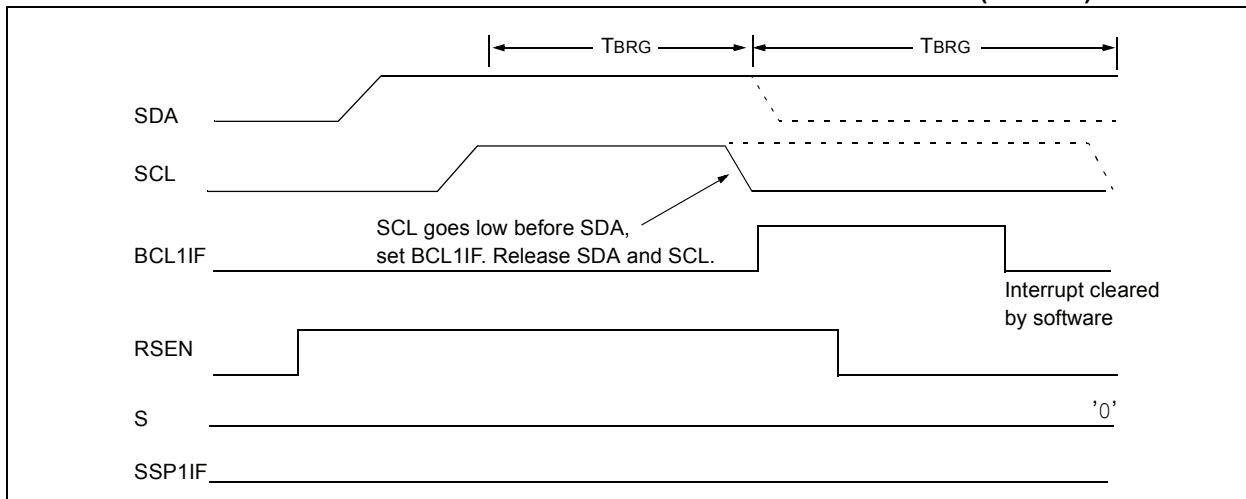 TBRG
TBRG
SDA
SCL
SCL goes low before SDA,
set BCL1IF. Release SDA and SCL.
BCL1IF
Interrupt cleared
by software
RSEN
S
'0'
SSP1IF